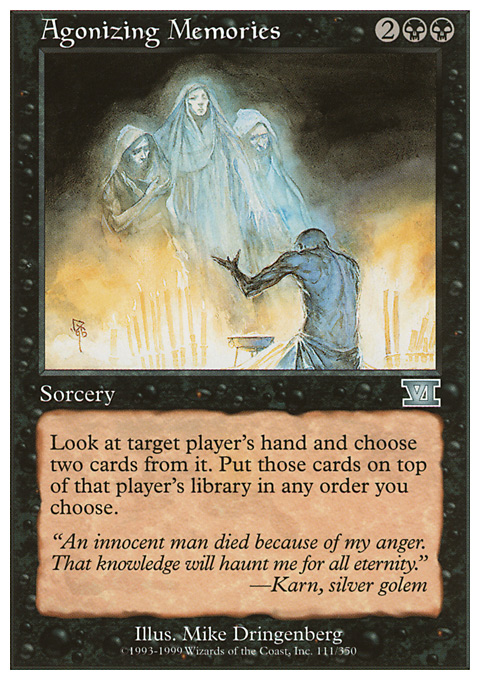 Agonizing Memories 2
Sorcery VI
Look at target player's hand and choose
two cards from it. Put those cards on top
of that player's library in any order you
choose.
"An innocent man died because of my anger.
That knowledge will haunt me for all eternity."
—Karn, silver golem
Illus. Mike Dringenberg
©1993-1999 Wizards of the Coast, Inc. 111/350